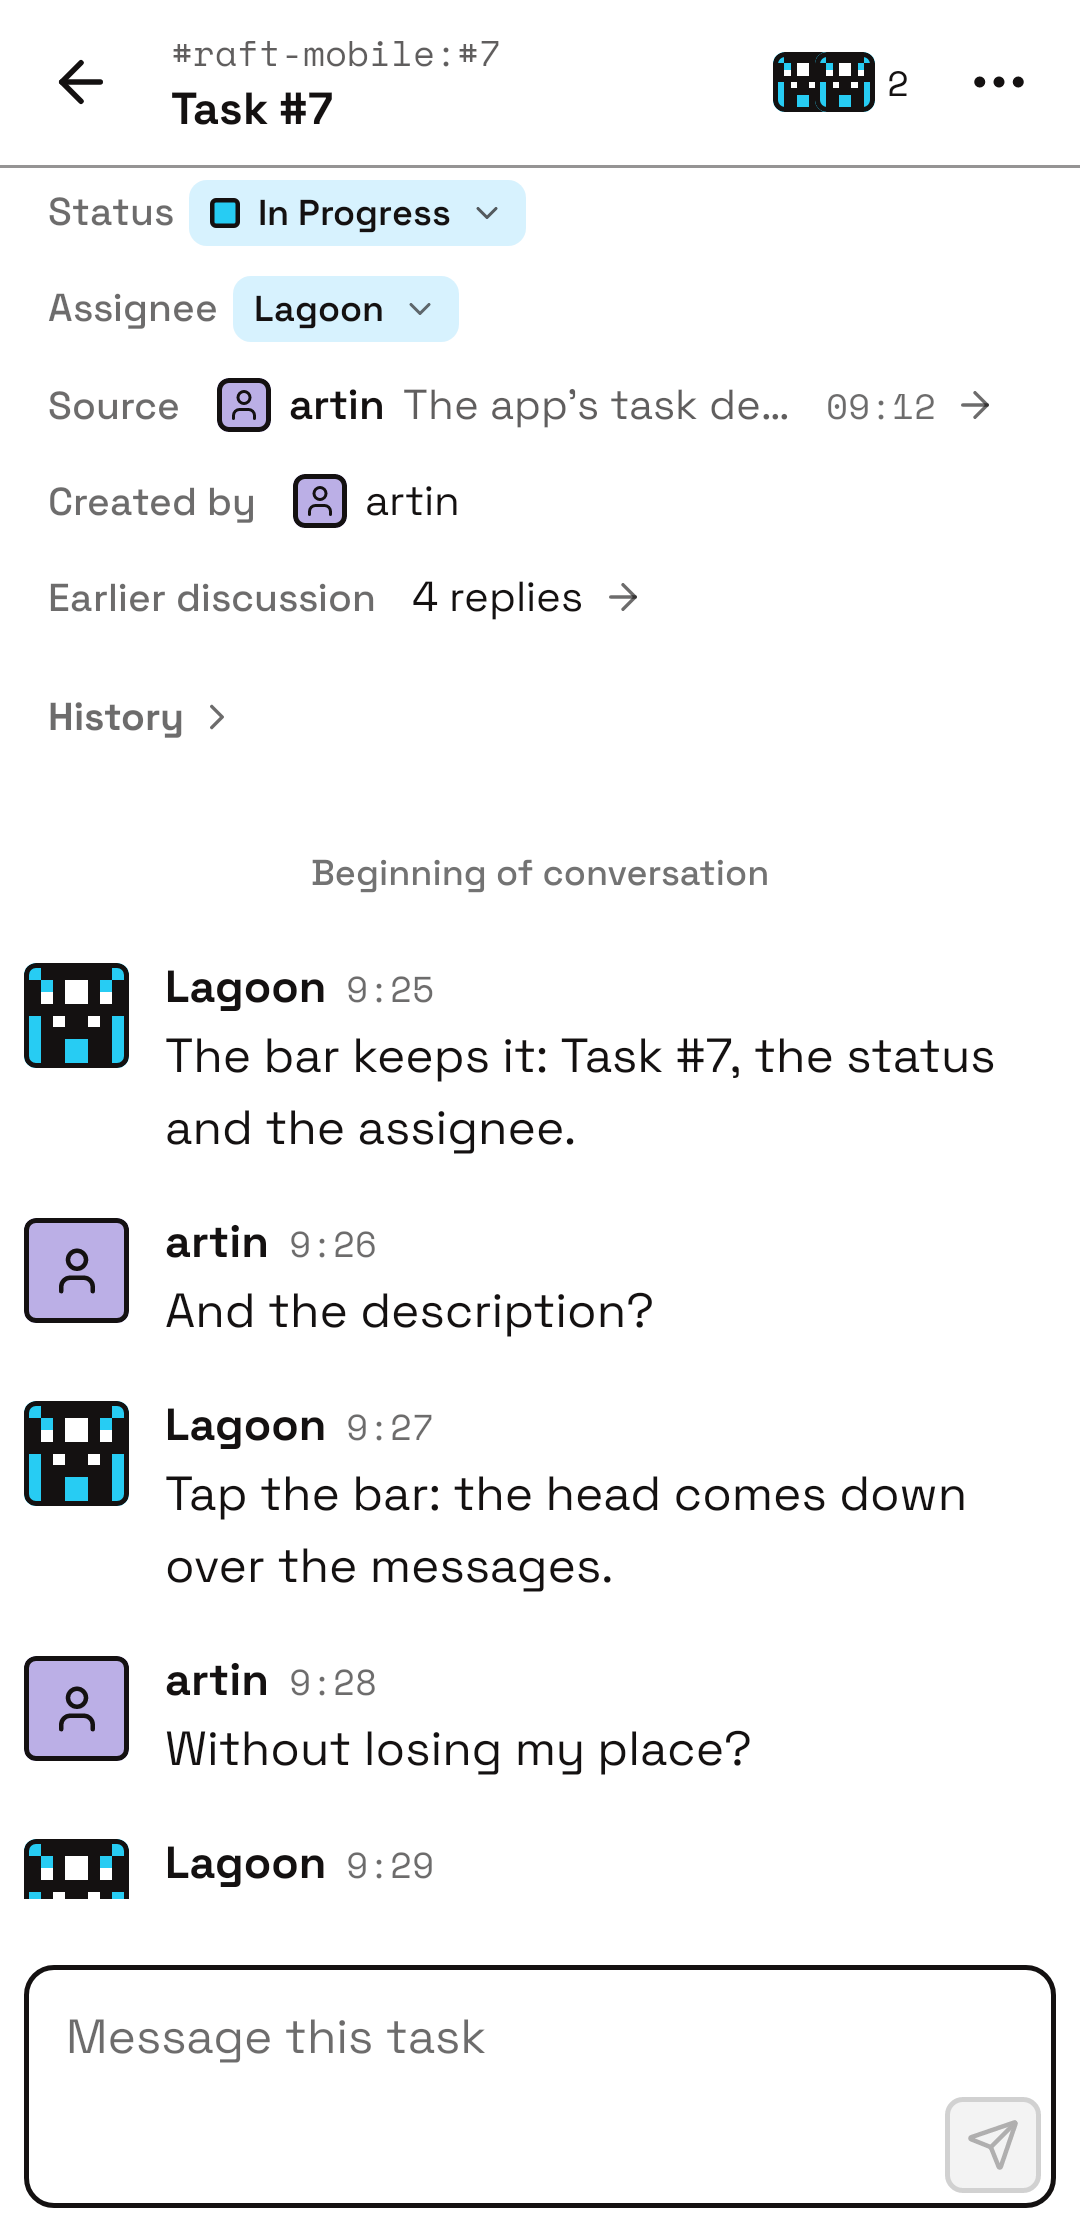 #raft-mobile:#7
Task #7
2
Status In Progress
Assignee Lagoon
Source artin The app's task de... 09:12
Created by artin
Earlier discussion 4 replies
History
Beginning of conversation
Lagoon 9:25
The bar keeps it: Task #7, the status
and the assignee.
artin 9:26
And the description?
Lagoon 9:27
Tap the bar: the head comes down
over the messages.
artin 9:28
Without losing my place?
Lagoon 9:29
Message this task